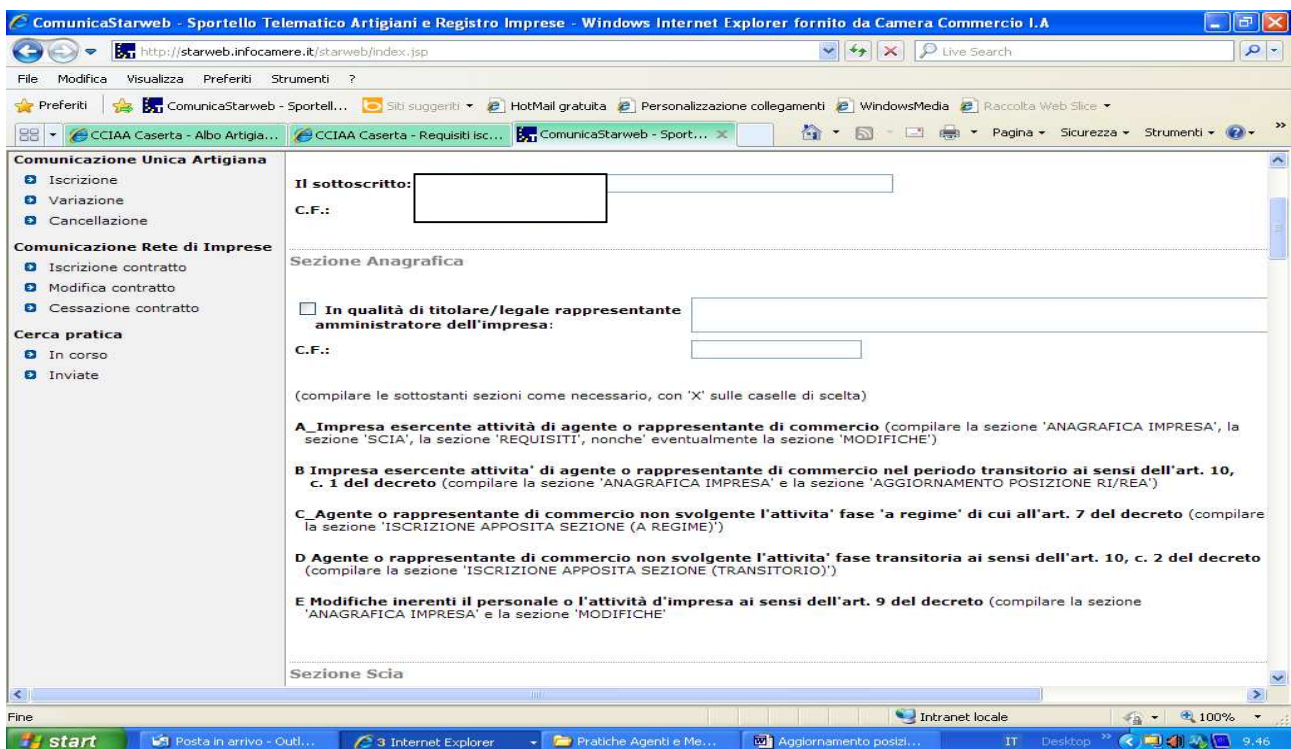 ComunicaStarweb - Sportello Telematico Artigiani e Registro Imprese - Windows Internet Explorer fornito da Camera Commercio I.A
http://starweb.infocamere.it/starweb/index.jsp
Live Search
File Modifica Visualizza Preferiti Strumenti ?
Preferiti ComunicaStarweb - Sportell... Siti suggeriti HotMail gratuita Personalizzazione collegamenti WindowsMedia Raccolta Web Slice
CCIAA Caserta - Albo Artigia... CCIAA Caserta - Requisiti isc... ComunicaStarweb - Sport... Pagina Sicurezza Strumenti »
Comunicazione Unica Artigiana
Iscrizione
Variazione
Cancellazione
Comunicazione Rete di Imprese
Iscrizione contratto
Modifica contratto
Cessazione contratto
Cerca pratica
In corso
Inviate
Il sottoscritto:
C.F.:
Sezione Anagrafica
In qualità di titolare/legale rappresentante
amministratore dell'impresa:
C.F.:
(compilare le sottostanti sezioni come necessario, con 'X' sulle caselle di scelta)
A_Impresa esercente attività di agente o rappresentante di commercio (compilare la sezione 'ANAGRAFICA IMPRESA', la
sezione 'SCIA', la sezione 'REQUISITI', nonche' eventualmente la sezione 'MODIFICHE')
B Impresa esercente attivita' di agente o rappresentante di commercio nel periodo transitorio ai sensi dell'art. 10,
c. 1 del decreto (compilare la sezione 'ANAGRAFICA IMPRESA' e la sezione 'AGGIORNAMENTO POSIZIONE RI/REA')
C_Agente o rappresentante di commercio non svolgente l'attivita' fase 'a regime' di cui all'art. 7 del decreto (compilare
la sezione 'ISCRIZIONE APPOSITA SEZIONE (A REGIME)')
D Agente o rappresentante di commercio non svolgente l'attivita' fase transitoria ai sensi dell'art. 10, c. 2 del decreto
(compilare la sezione 'ISCRIZIONE APPOSITA SEZIONE (TRANSITORIO)')
E Modifiche inerenti il personale o l'attività d'impresa ai sensi dell'art. 9 del decreto (compilare la sezione
'ANAGRAFICA IMPRESA' e la sezione 'MODIFICHE'
Sezione Scia
Fine Intranet locale 100%
start Posta in arrivo - Outl... 3 Internet Explorer Pratiche Agenti e Me... Aggiornamento posizi... IT Desktop » 9.46